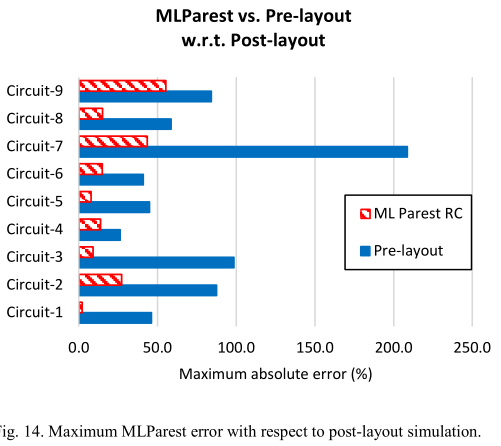 MLParest vs. Pre-layout
w.r.t. Post-layout
Circuit-9
Circuit-8
Circuit-7
Circuit-6
Circuit-5
Circuit-4
Circuit-3
Circuit-2
Circuit-1
ML Parest RC
Pre-layout
0.0 50.0 100.0 150.0 200.0 250.0
Maximum absolute error (%)
Fig. 14. Maximum MLParest error with respect to post-layout simulation.